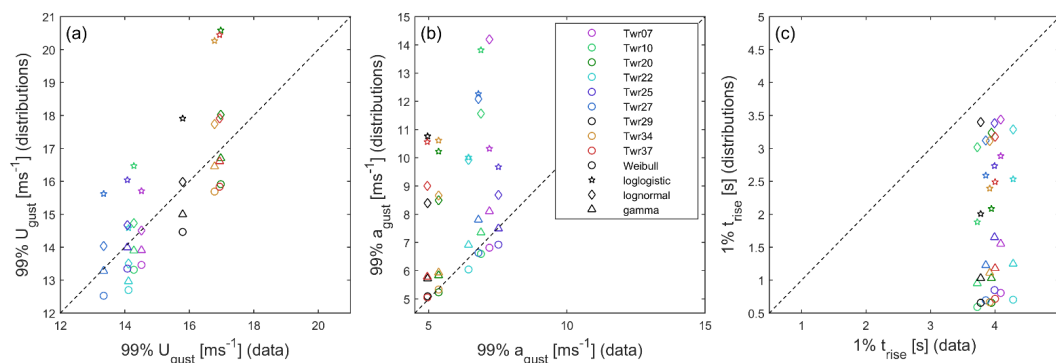 (a)
21
20
19
18
17
16
15
14
13
12
12
14
16
18
20
99% U_gust [ms^-1] (distributions)
99% U_gust [ms^-1] (data)
(b)
15
14
13
12
11
10
9
8
7
6
5
5
10
15
99% a_gust [ms^-1] (distributions)
99% a_gust [ms^-1] (data)
Twr07
Twr10
Twr20
Twr22
Twr25
Twr27
Twr29
Twr34
Twr37
Weibull
loglogistic
lognormal
gamma
(c)
5
4.5
4
3.5
3
2.5
2
1.5
1
0.5
1
2
3
4
1% t_rise [s] (distributions)
1% t_rise [s] (data)